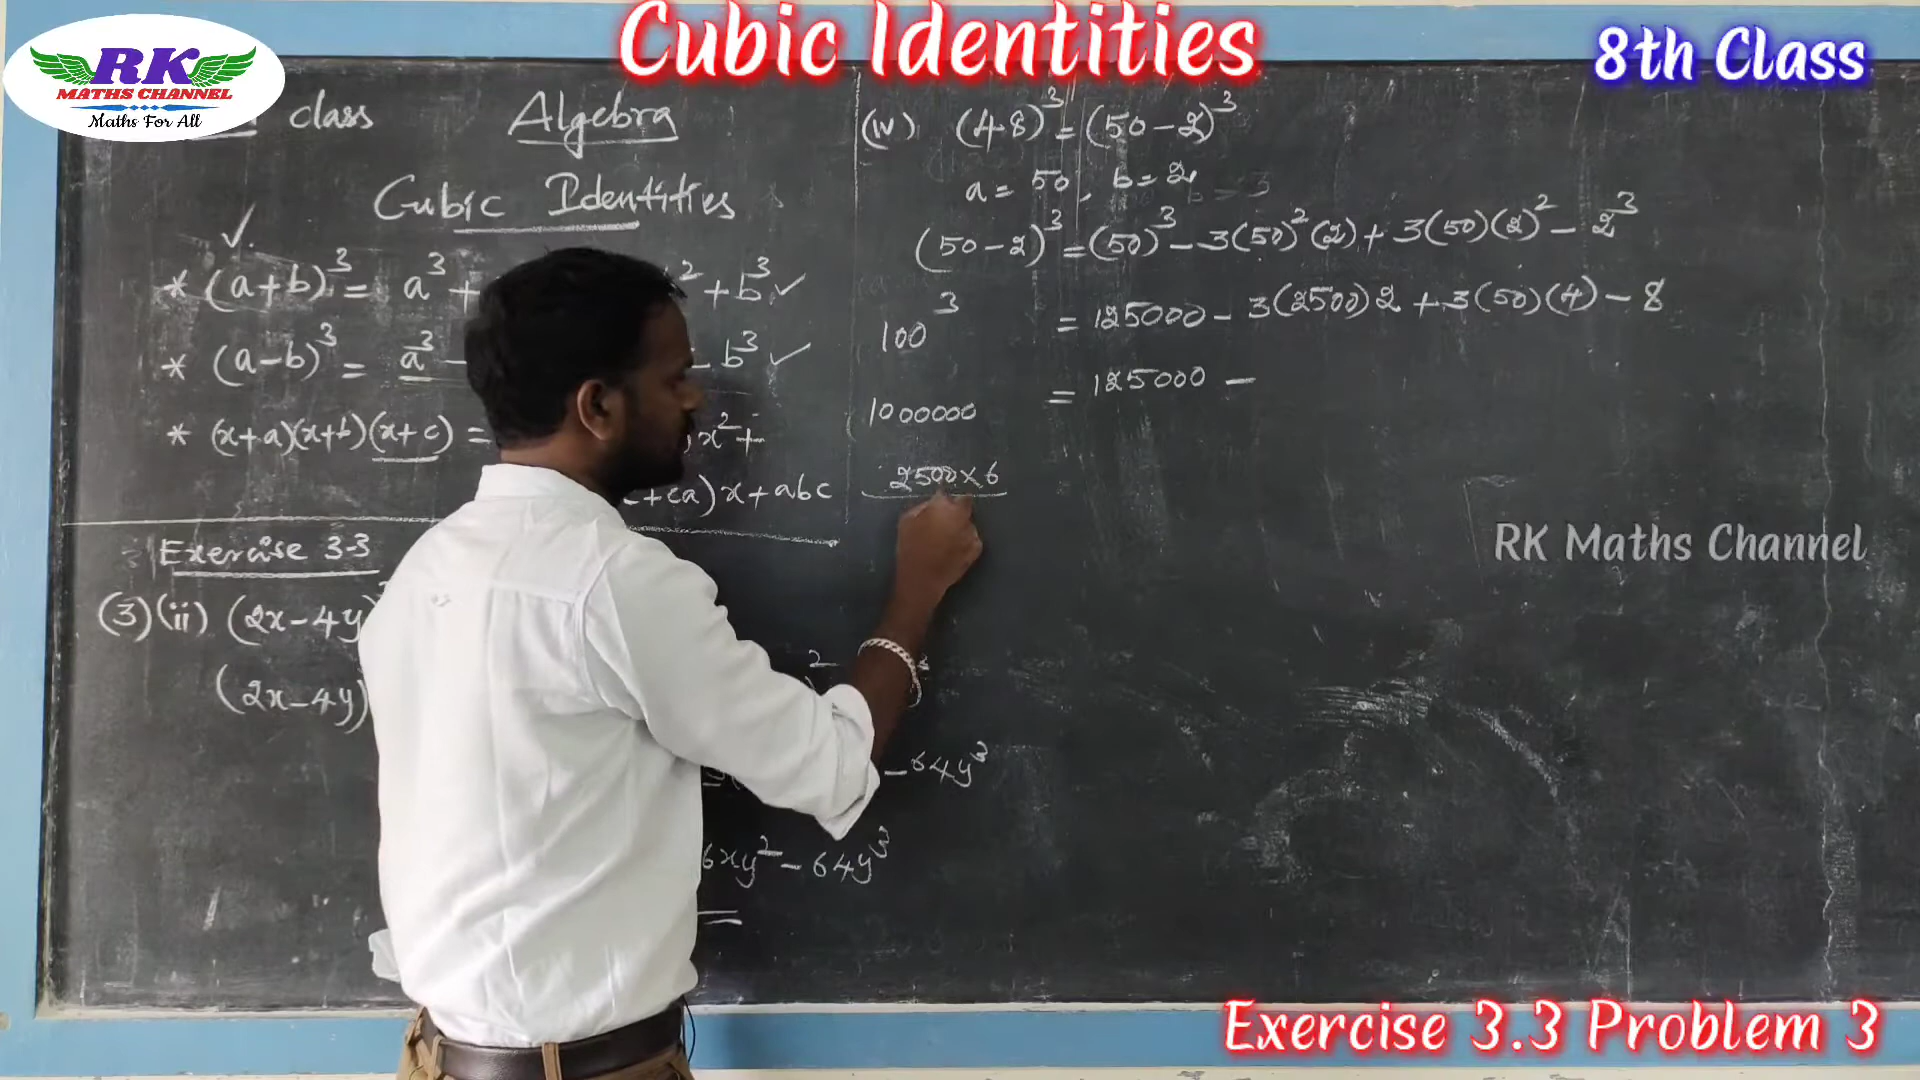 Cubic Identities
8th Class
RK
MATHS CHANNEL
Maths For All
class
Algebra
Cubic Identities
✓
* (a+b)³ = a³ + ² + b³ ✓
* (a-b)³ = a³ - - b³ ✓
* (x+a)(x+b)(x+c) = x² +
+ca)x + abc
Exercise 3.3
(3) (ii) (2x-4y)
(2x-4y)
- 64y³
6xy² - 64y³
(iv) (48)³ = (50-2)³
a = 50, b = 2
(50-2)³ = (50)³ - 3(50)²(2) + 3(50)(2)² - 2³
= 125000 - 3(2500)2 + 3(50)(4) - 8
= 125000 -
100³
1000000
2500×6
RK Maths Channel
Exercise 3.3 Problem 3